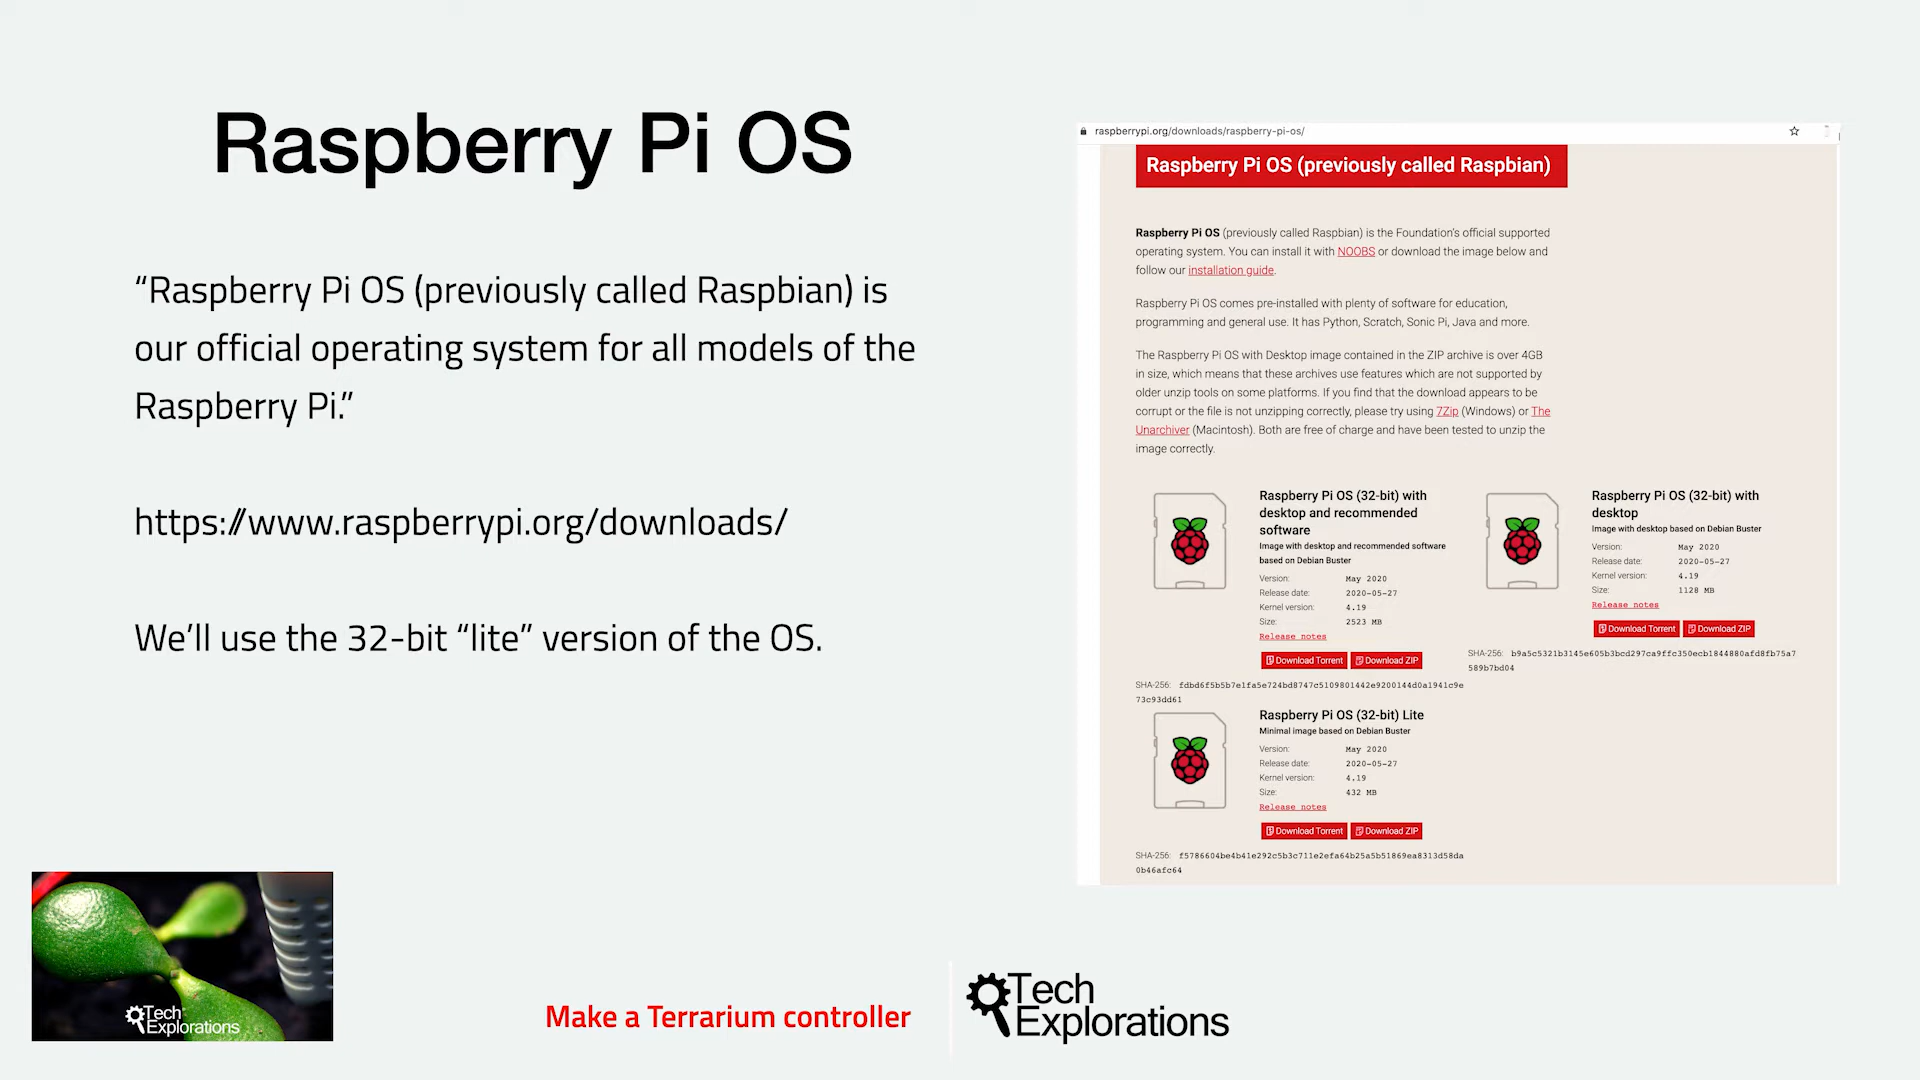 Raspberry Pi OS
“Raspberry Pi OS (previously called Raspbian) is
our official operating system for all models of the
Raspberry Pi.”
https://www.raspberrypi.org/downloads/
We’ll use the 32-bit “lite” version of the OS.
raspberrypi.org/downloads/raspberry-pi-os/
Raspberry Pi OS (previously called Raspbian)
Raspberry Pi OS (previously called Raspbian) is the Foundation's official supported
operating system. You can install it with NOOBS or download the image below and
follow our installation guide.
Raspberry Pi OS comes pre-installed with plenty of software for education,
programming and general use. It has Python, Scratch, Sonic Pi, Java and more.
The Raspberry Pi OS with Desktop image contained in the ZIP archive is over 4GB
in size, which means that these archives use features which are not supported by
older unzip tools on some platforms. If you find that the download appears to be
corrupt or the file is not unzipping correctly, please try using 7Zip (Windows) or The
Unarchiver (Macintosh). Both are free of charge and have been tested to unzip the
image correctly.
Raspberry Pi OS (32-bit) with
desktop and recommended
software
Image with desktop and recommended software
based on Debian Buster
Version: May 2020
Release date: 2020-05-27
Kernel version: 4.19
Size: 2523 MB
Release notes
Download Torrent Download ZIP
SHA-256: fdbd6f5b5b7e1fa5e724bd8747c5109801442e9200144d0a1941c9e
73c93dd61
Raspberry Pi OS (32-bit) with
desktop
Image with desktop based on Debian Buster
Version: May 2020
Release date: 2020-05-27
Kernel version: 4.19
Size: 1128 MB
Release notes
Download Torrent Download ZIP
SHA-256: b9a5c5321b3145e605b3bcd297ca9ffc350ecb1844880afd8fb75a7
589b7bd04
Raspberry Pi OS (32-bit) Lite
Minimal image based on Debian Buster
Version: May 2020
Release date: 2020-05-27
Kernel version: 4.19
Size: 432 MB
Release notes
Download Torrent Download ZIP
SHA-256: f5786604be4b41e292c5b3c711e2efa64b25a5b51869ea8313d58da
0b46afc64
Tech
Explorations
Make a Terrarium controller
Tech
Explorations